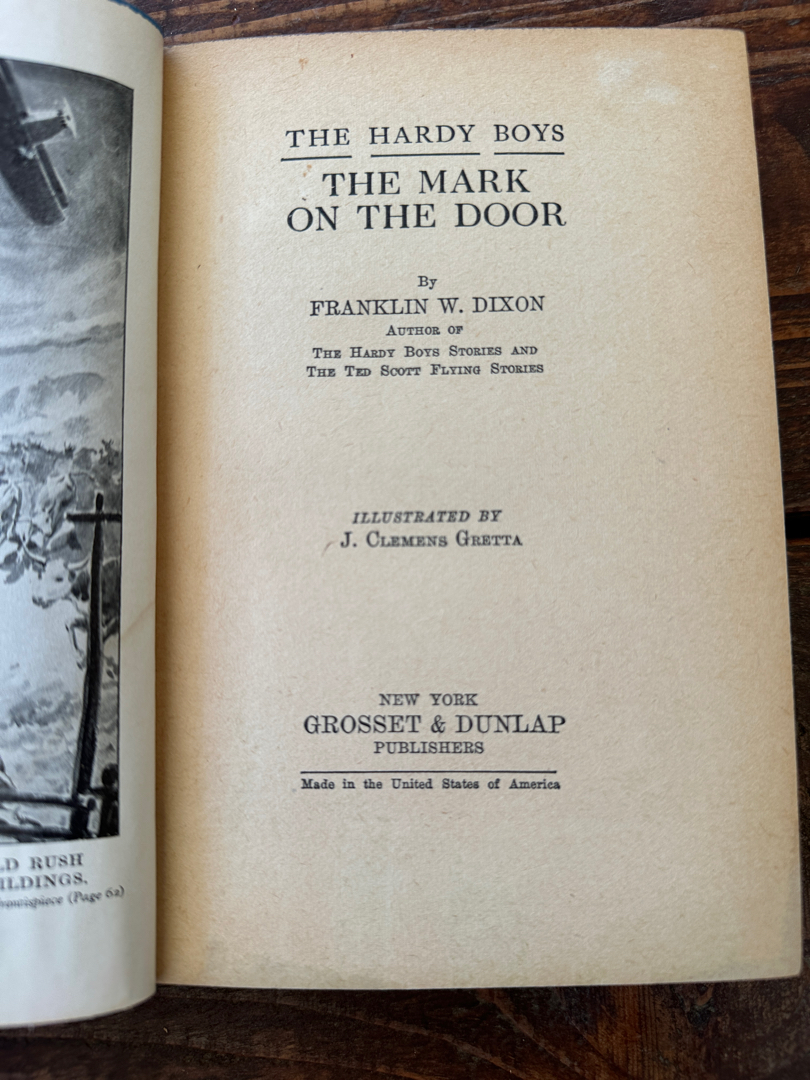 LD RUSH
ILDINGS.
Frontispiece (Page 62)
THE HARDY BOYS
THE MARK
ON THE DOOR
By
FRANKLIN W. DIXON
AUTHOR OF
THE HARDY BOYS STORIES AND
THE TED SCOTT FLYING STORIES
ILLUSTRATED BY
J. CLEMENS GRETTA
NEW YORK
GROSSET & DUNLAP
PUBLISHERS
Made in the United States of America